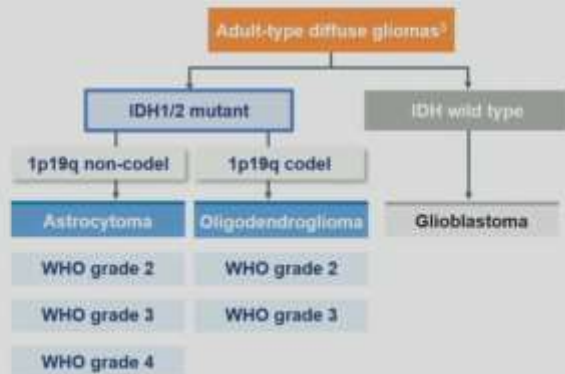 Adult-type diffuse gliomas³
IDH1/2 mutant
IDH wild type
1p19q non-codel
1p19q codel
Astrocytoma
Oligodendroglioma
Glioblastoma
WHO grade 2
WHO grade 2
WHO grade 3
WHO grade 3
WHO grade 4